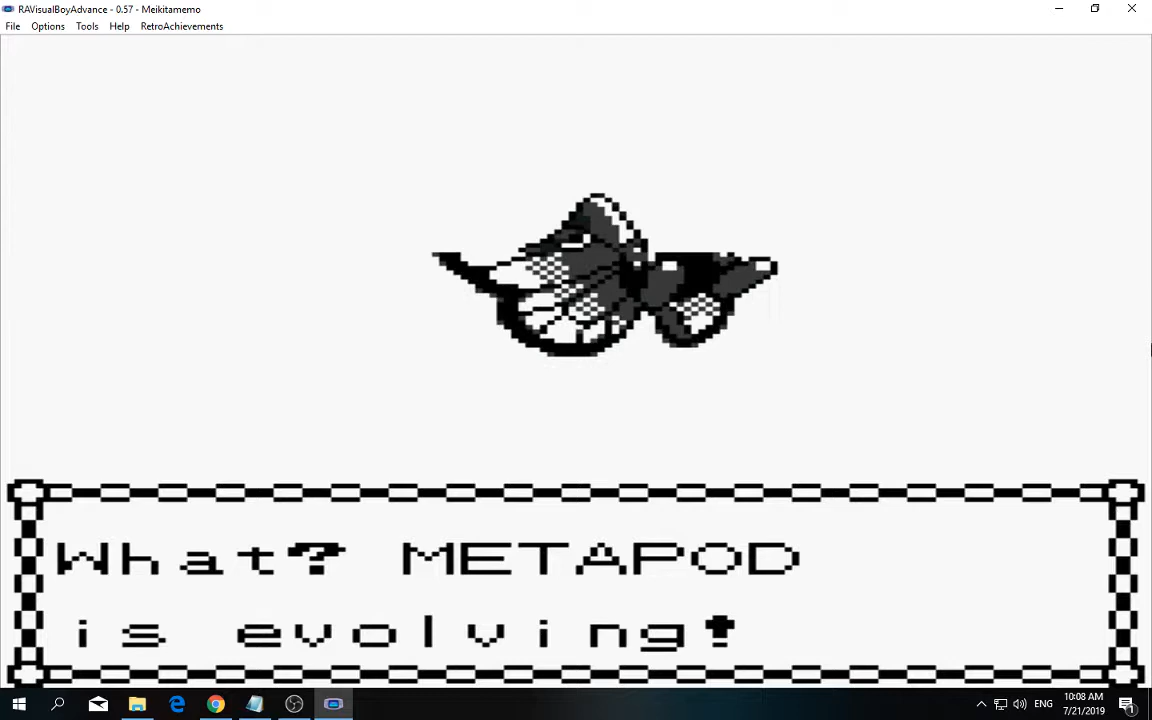 RAVisualBoyAdvance - 0.57 - Meikitamemo
File Options Tools Help RetroAchievements
What? METAPOD
is evolving!
ENG
10:08 AM
7/21/2019
1